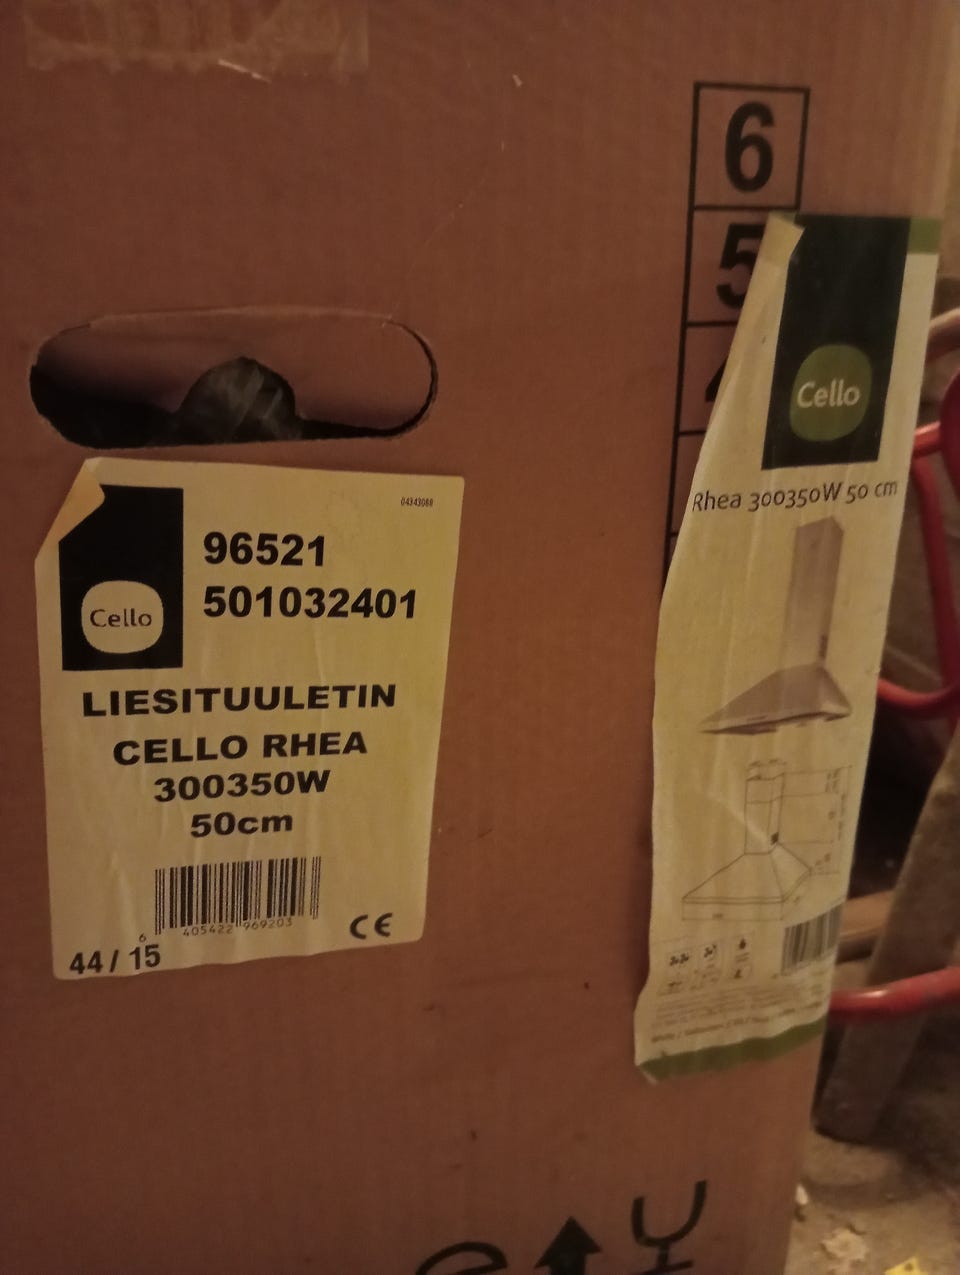 6
5
Cello
Rhea 300350W 50 cm
04343088
96521
501032401
Cello
LIESITUULETIN
CELLO RHEA
300350W
50cm
6 405422 969203
CE
44 / 15